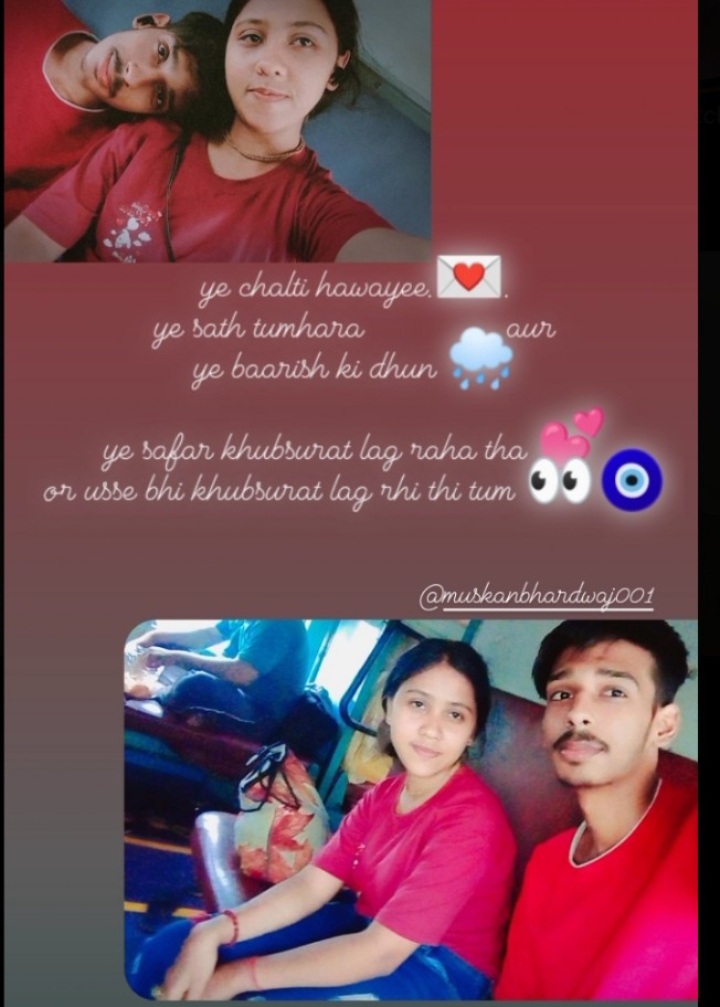 ye chalti hawayee. 💌.
ye sath tumhara aur
ye baarish ki dhun 🌧️
ye safar khubsurat lag raha tha 💕
or usse bhi khubsurat lag rhi thi tum 👀🧿
@muskanbhardwaj001